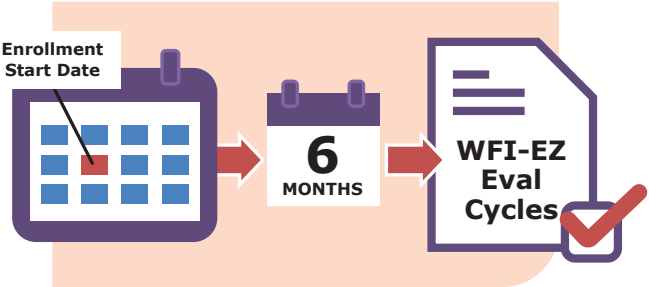 Enrollment
Start Date
6
MONTHS
WFI-EZ
Eval
Cycles